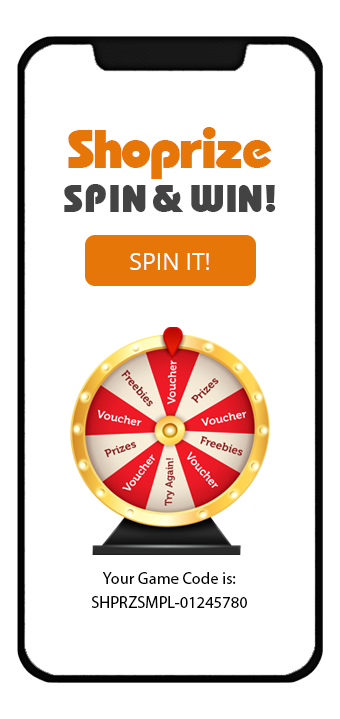 Shoprize
SPIN & WIN!
SPIN IT!
Voucher
Prizes
Voucher
Freebies
Voucher
Try Again!
Voucher
Prizes
Voucher
Freebies
Your Game Code is:
SHPRZSMPL-01245780